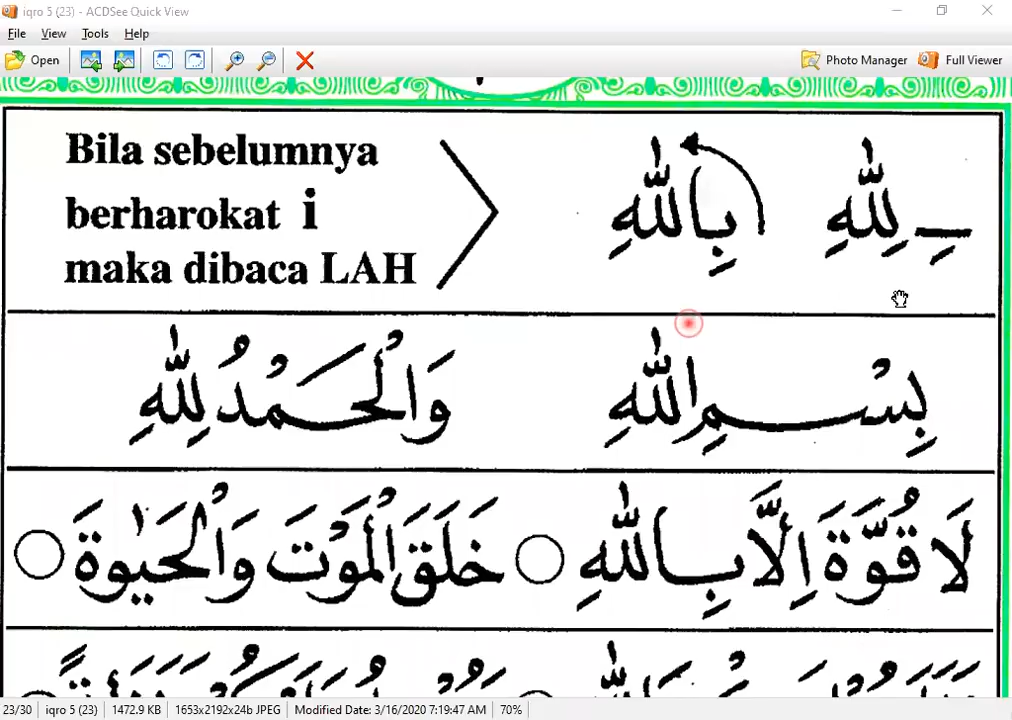 iqro 5 (23) - ACDSee Quick View
File View Tools Help
Open Photo Manager Full Viewer
Bila sebelumnya
berharokat i
maka dibaca LAH
ـِ لِلّٰهِ بِاللّٰهِ
بِسْمِ اللّٰهِ وَالْحَمْدُ لِلّٰهِ
لَا قُوَّةَ اِلَّا بِاللّٰهِ خَلَقَ الْمَوْتَ وَالْحَيٰوةَ
23/30 iqro 5 (23) 1472.9 KB 1653x2192x24b JPEG Modified Date: 3/16/2020 7:19:47 AM 70%